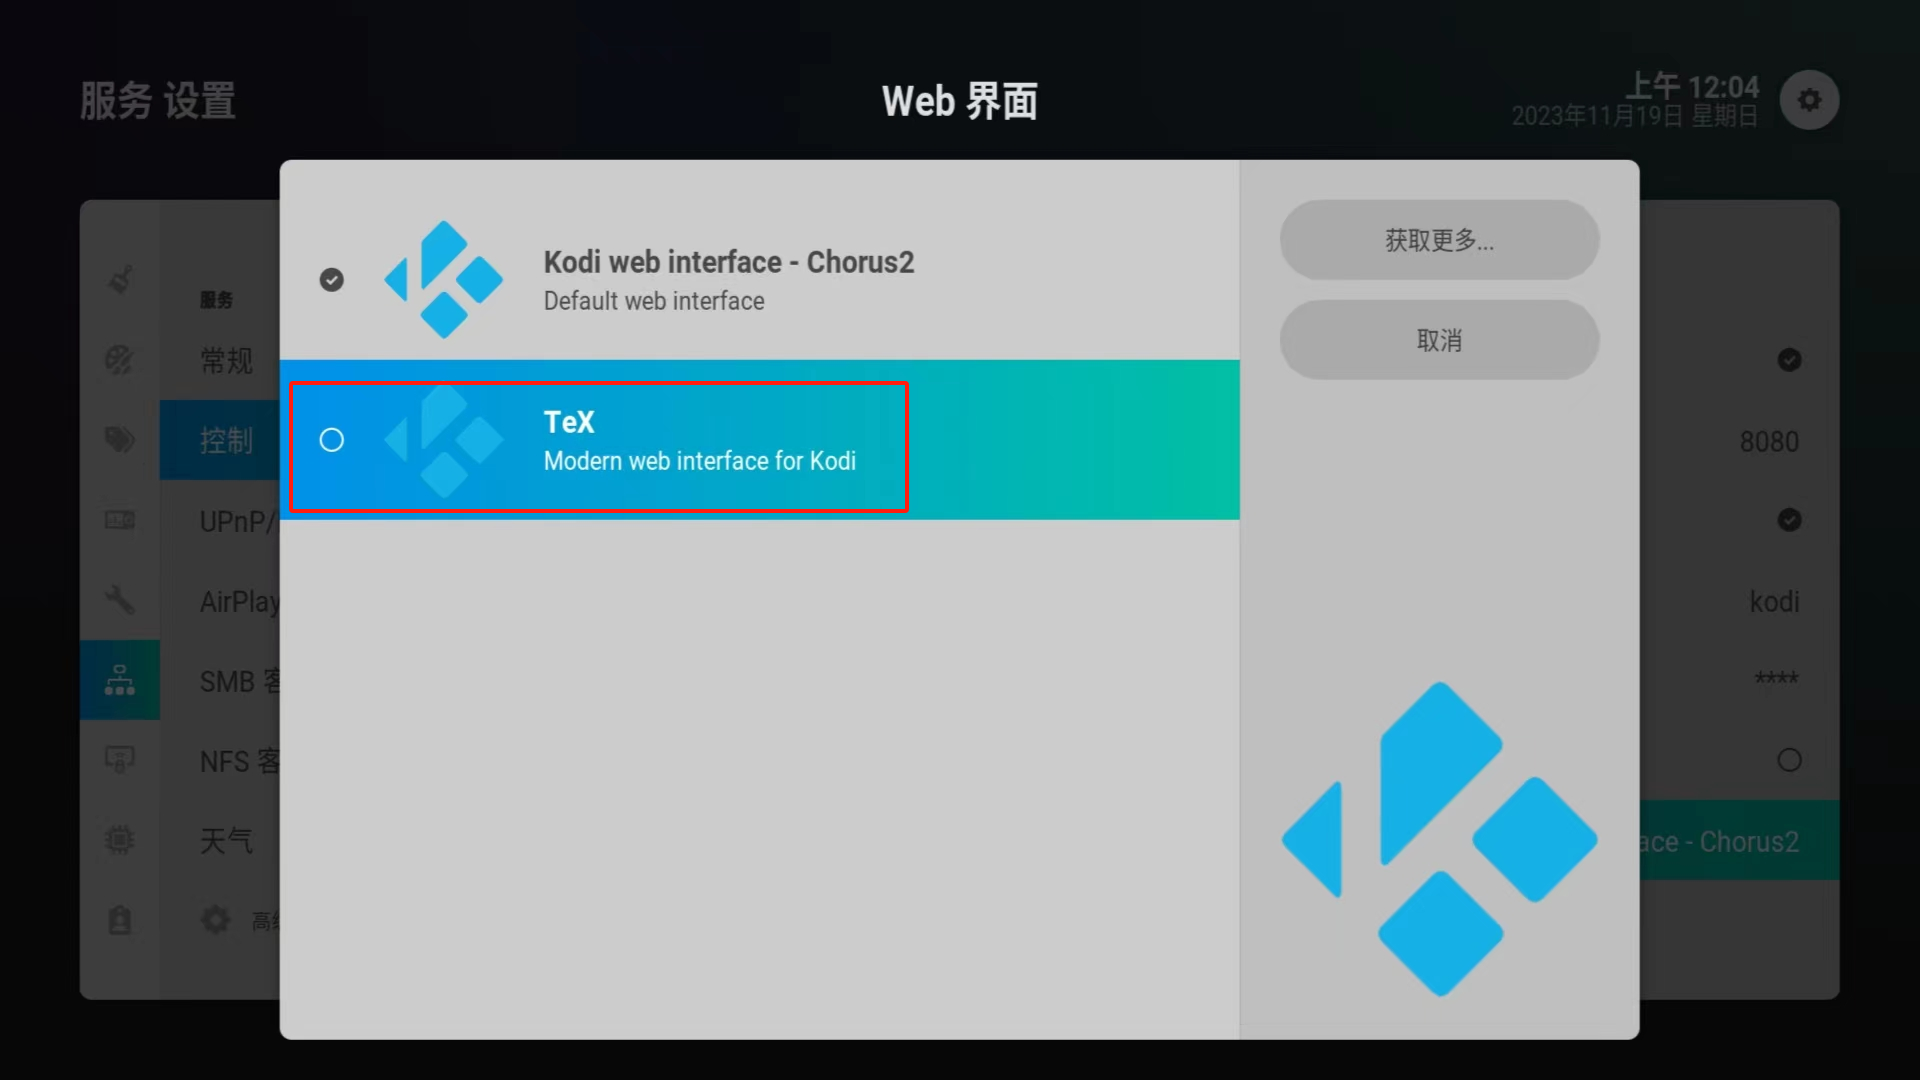 服务 设置
Web 界面
上午 12:04
2023年11月19日 星期日
Kodi web interface - Chorus2
Default web interface
TeX
Modern web interface for Kodi
获取更多...
取消
服务
常规
控制
UPnP/
AirPlay
SMB 客
NFS 客
天气
高级
8080
kodi
****
ace - Chorus2